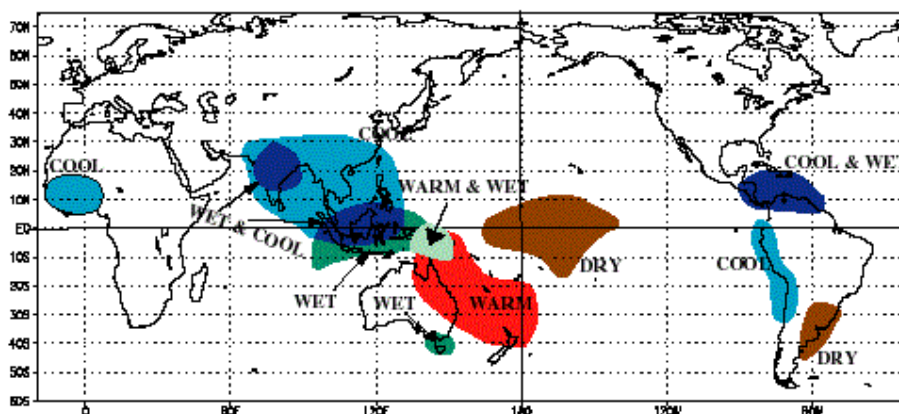 70N
60N
50N
40N
30N
20N
10N
EQ
10S
20S
30S
40S
50S
60S
0
60E
120E
180
120W
60W
COOL
COOL
WARM & WET
WET & COOL
WET
WET
WARM
DRY
COOL & WET
COOL
DRY